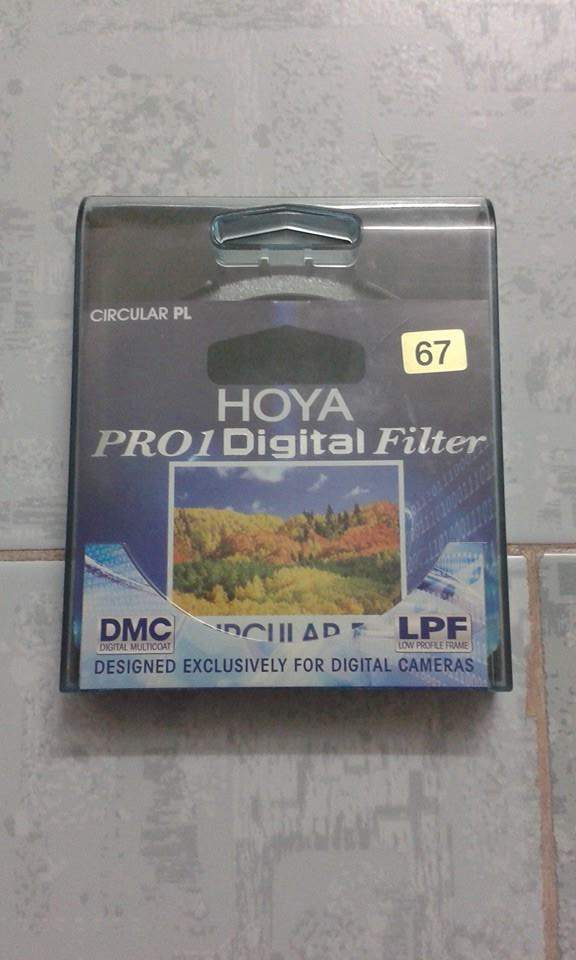 CIRCULAR PL
67
HOYA
PRO1 Digital Filter
DMC
DIGITAL MULTICOAT
LPF
LOW PROFILE FRAME
DESIGNED EXCLUSIVELY FOR DIGITAL CAMERAS